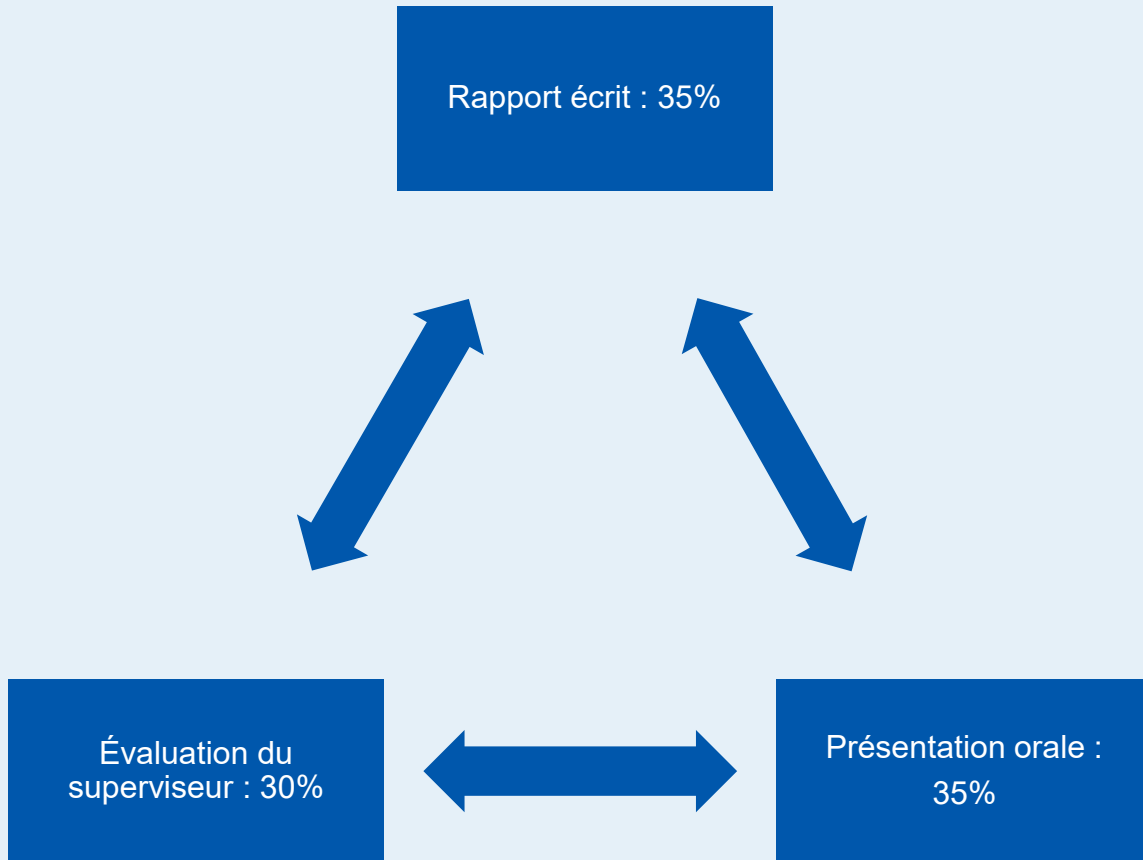 Rapport écrit : 35%
Évaluation du
superviseur : 30%
Présentation orale :
35%